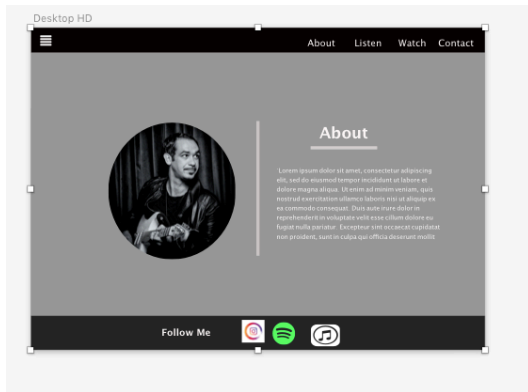 Desktop HD
About Listen Watch Contact
About
Lorem ipsum dolor sit amet, consectetur adipiscing
elit, sed do eiusmod tempor incididunt ut labore et
dolore magna aliqua. Ut enim ad minim veniam, quis
nostrud exercitation ullamco laboris nisi ut aliquip ex
ea commodo consequat. Duis aute irure dolor in
reprehenderit in voluptate velit esse cillum dolore eu
fugiat nulla pariatur. Excepteur sint occaecat cupidatat
non proident, sunt in culpa qui officia deserunt mollit
Follow Me